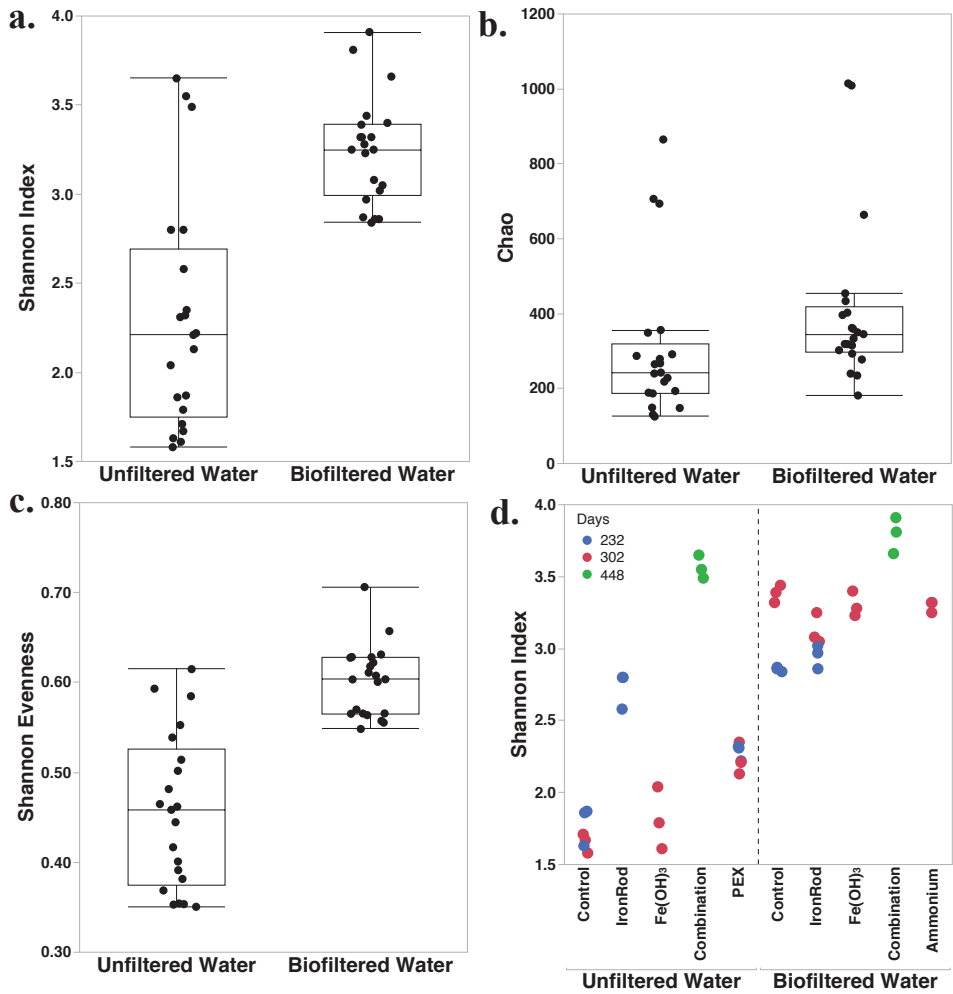 a.
4.0
3.5
3.0
2.5
2.0
1.5
Shannon Index
Unfiltered Water
Biofiltered Water
b.
1200
1000
800
600
400
200
0
Chao
Unfiltered Water
Biofiltered Water
c.
0.80
0.70
0.60
0.50
0.40
0.30
Shannon Evenness
Unfiltered Water
Biofiltered Water
d.
4.0
3.5
3.0
2.5
2.0
1.5
Shannon Index
Days
232
302
448
Control
IronRod
Fe(OH)₃
Combination
PEX
Control
IronRod
Fe(OH)₃
Combination
Ammonium
Unfiltered Water
Biofiltered Water